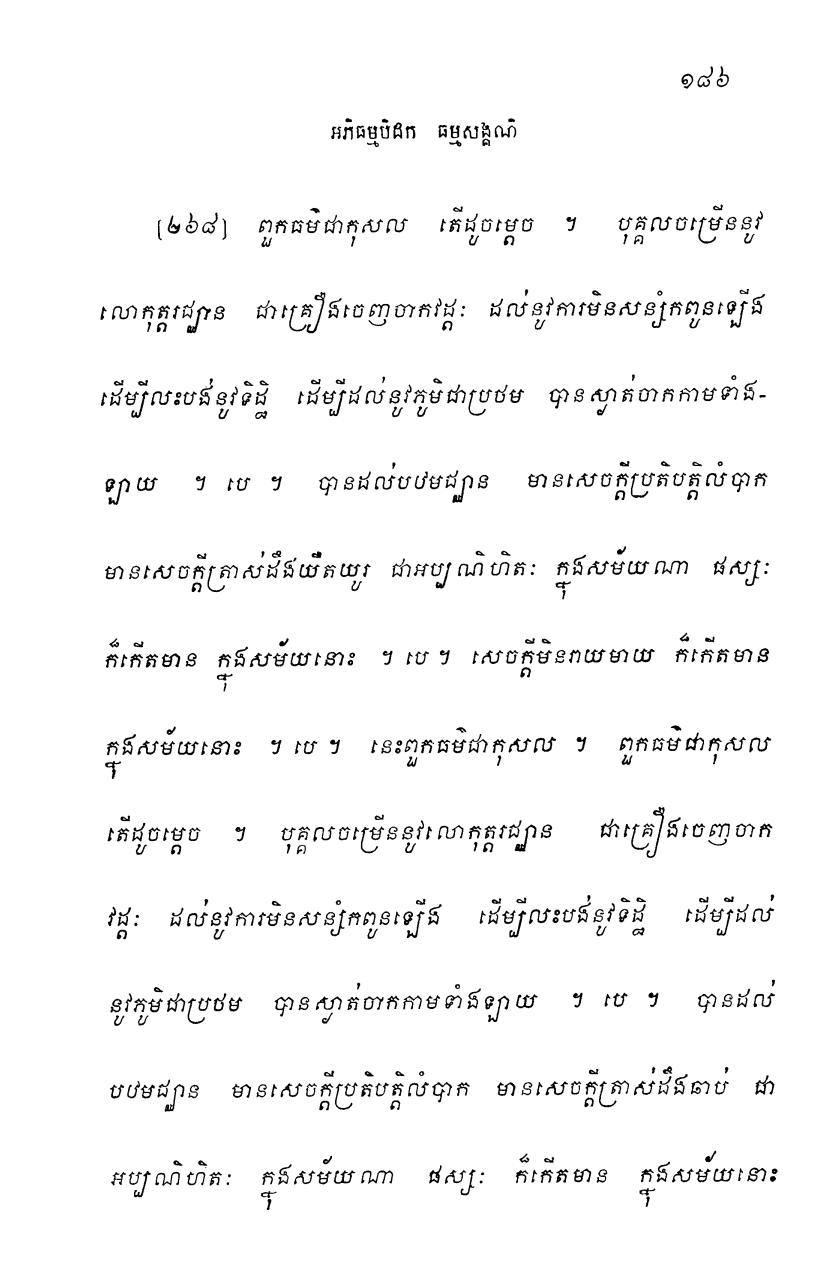 ១៨៦
អភិធម្មបិដក ធម្មសង្គណិ
[២៦៨] ពួកធម៌ជាកុសល តើដូចម្តេច ។ បុគ្គលចម្រើននូវ
លោកុត្តរជ្ឈាន ជាគ្រឿងចេញចាកវដ្តៈ ដល់នូវការមិនសន្សំកពូនឡើង
ដើម្បីលះបង់នូវទិដ្ឋិ ដើម្បីដល់នូវភូមិជាប្រថម បានស្ងាត់ចាកកាមទាំង-
ឡាយ ។ បេ ។ បានដល់បឋមជ្ឈាន មានសេចក្តីប្រតិបត្តិលំបាក
មានសេចក្តីត្រាស់ដឹងយឺតយូរ ជាអប្បណិហិតៈ ក្នុងសម័យណា ផស្សៈ
ក៏កើតមាន ក្នុងសម័យនោះ ។ បេ ។ សេចក្តីមិនរាយមាយ ក៏កើតមាន
ក្នុងសម័យនោះ ។ បេ ។ នេះពួកធម៌ជាកុសល ។ ពួកធម៌ជាកុសល
តើដូចម្តេច ។ បុគ្គលចម្រើននូវលោកុត្តរជ្ឈាន ជាគ្រឿងចេញចាក
វដ្តៈ ដល់នូវការមិនសន្សំកពូនឡើង ដើម្បីលះបង់នូវទិដ្ឋិ ដើម្បីដល់
នូវភូមិជាប្រថម បានស្ងាត់ចាកកាមទាំងឡាយ ។ បេ ។ បានដល់
បឋមជ្ឈាន មានសេចក្តីប្រតិបត្តិលំបាក មានសេចក្តីត្រាស់ដឹងឆាប់ ជា
អប្បណិហិតៈ ក្នុងសម័យណា ផស្សៈ ក៏កើតមាន ក្នុងសម័យនោះ